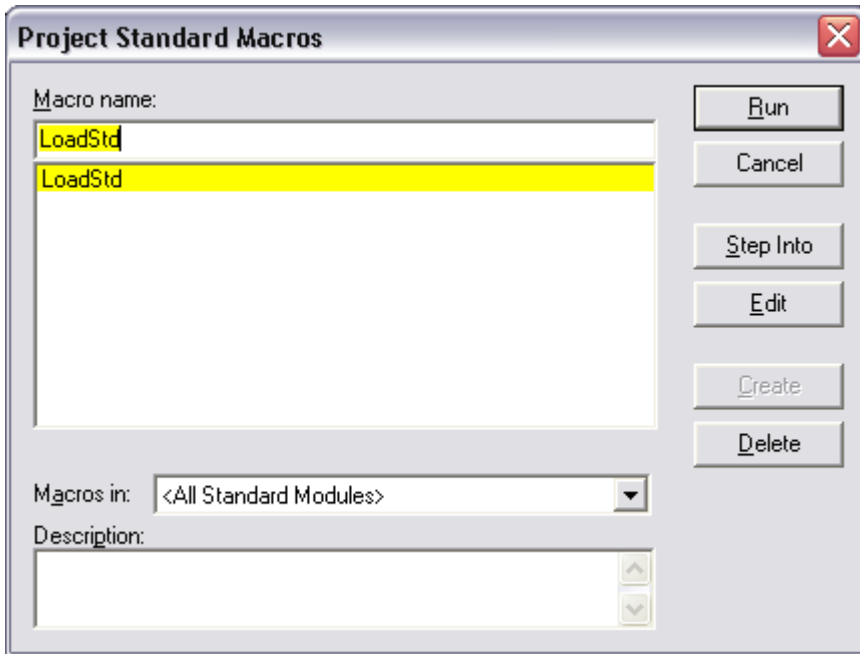 Project Standard Macros
Macro name:
LoadStd
LoadStd
Run
Cancel
Step Into
Edit
Create
Delete
Macros in:
<All Standard Modules>
Description: